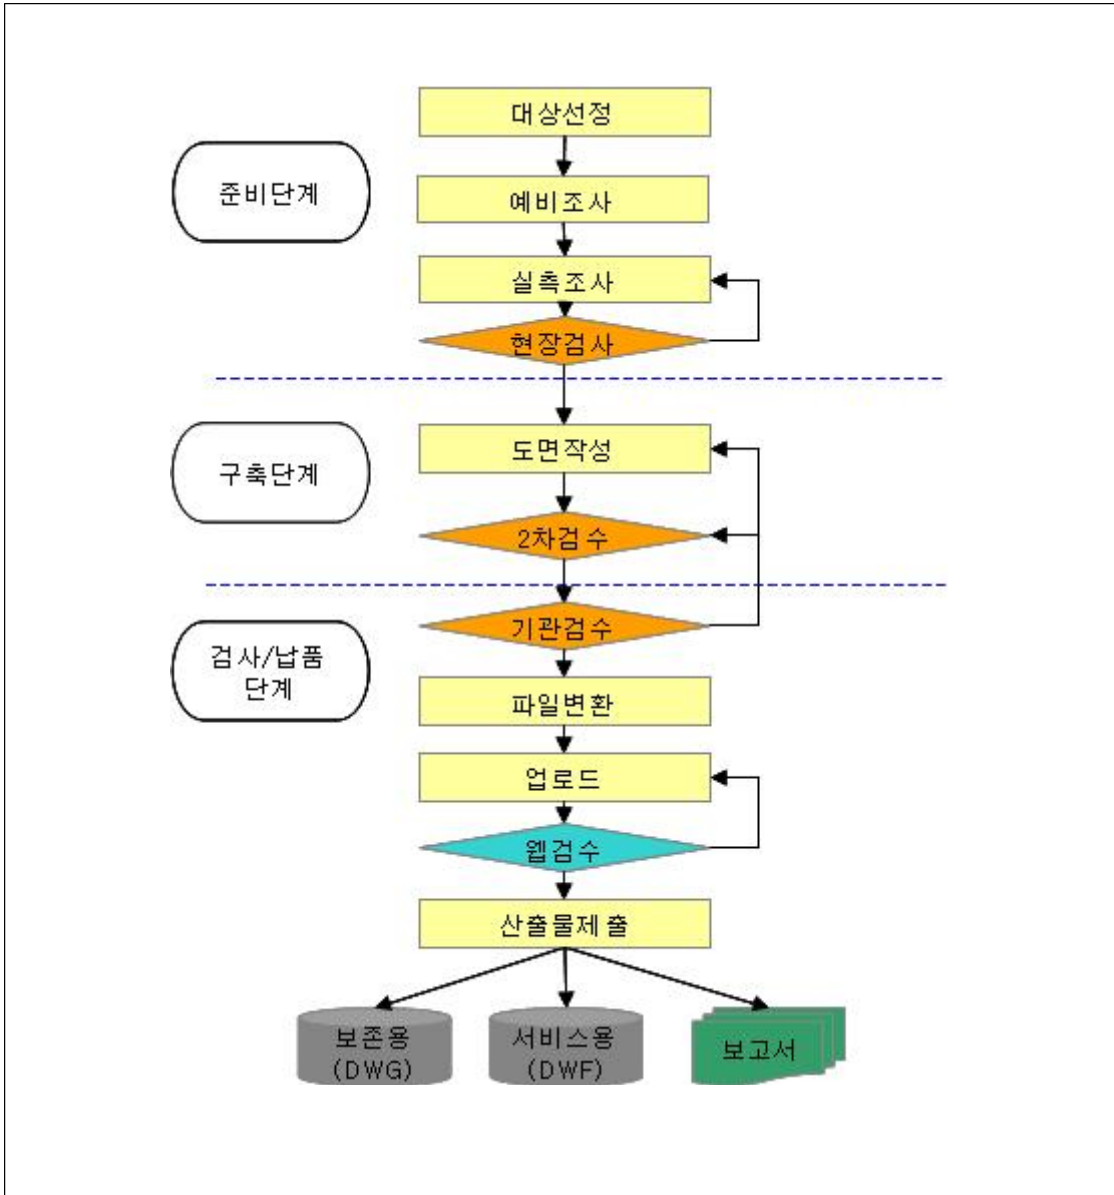 대상선정
준비단계
예비조사
실측조사
현장검사
도면작성
구축단계
2차검수
기관검수
검사/납품
단계
파일변환
업로드
웹검수
산출물제출
보존용
(DWG)
서비스용
(DWF)
보고서